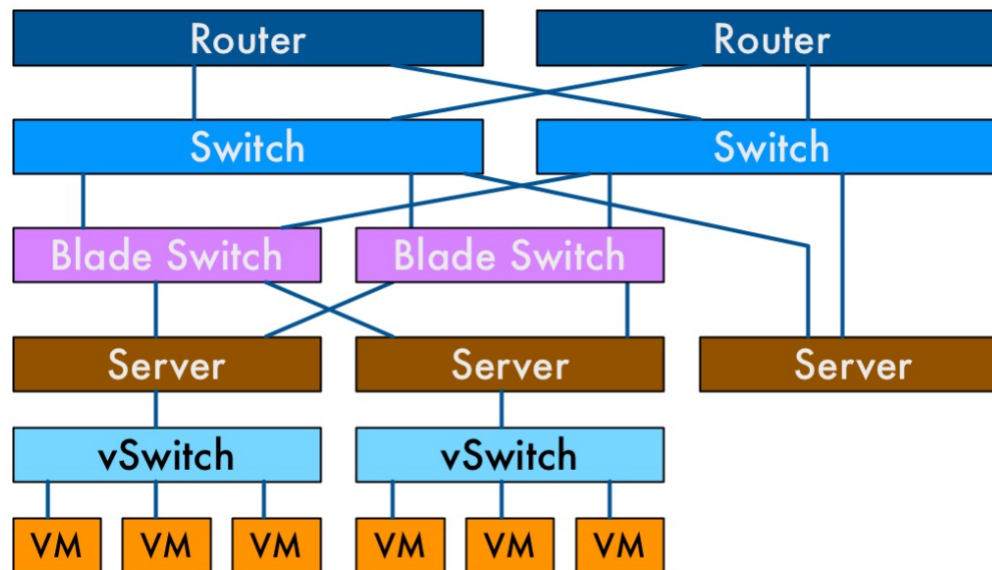 Router Router
Switch Switch
Blade Switch Blade Switch
Server Server Server
vSwitch vSwitch
VM VM VM VM VM VM